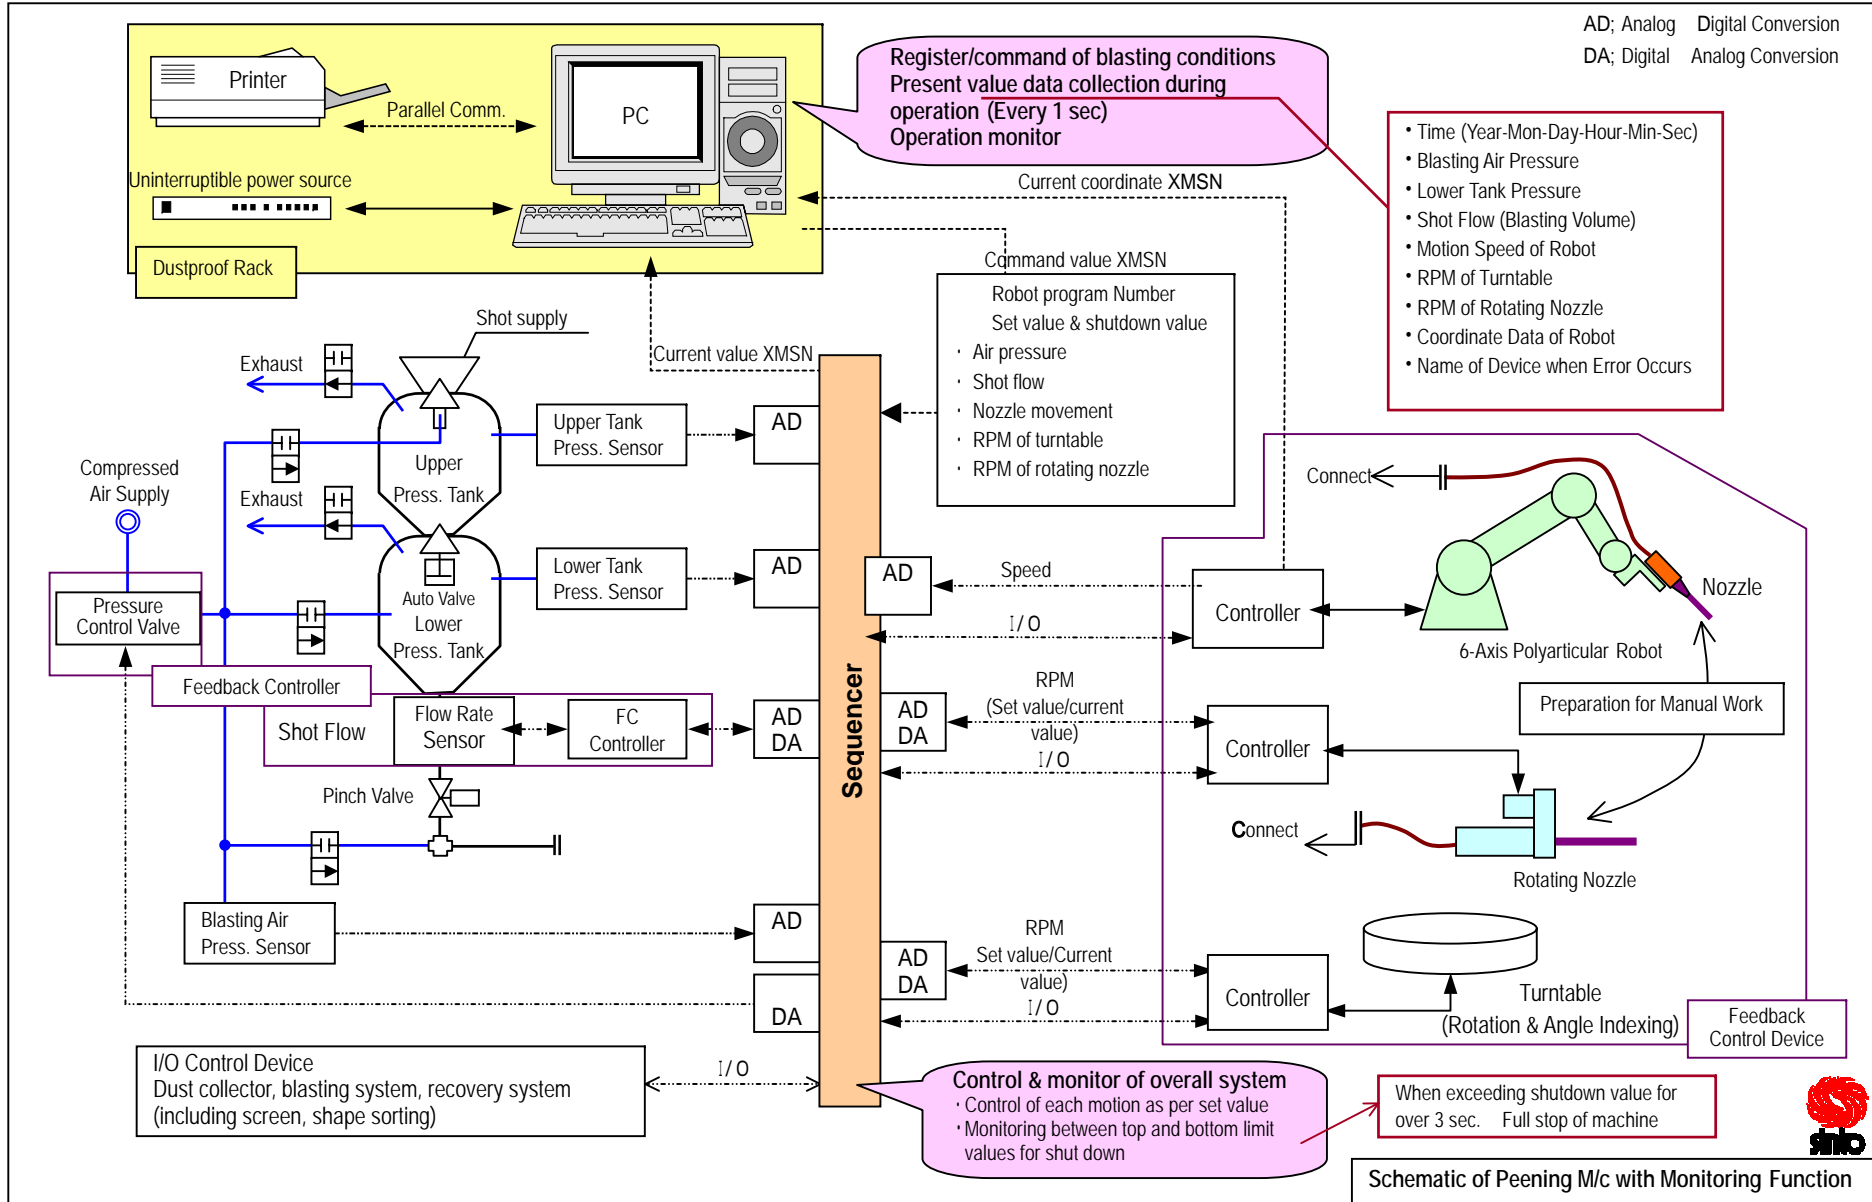 AD; Analog Digital Conversion
DA; Digital Analog Conversion
Printer
Parallel Comm.
PC
Uninterruptible power source
Dustproof Rack
Register/command of blasting conditions
Present value data collection during
operation (Every 1 sec)
Operation monitor
・Time (Year-Mon-Day-Hour-Min-Sec)
・Blasting Air Pressure
・Lower Tank Pressure
・Shot Flow (Blasting Volume)
・Motion Speed of Robot
・RPM of Turntable
・RPM of Rotating Nozzle
・Coordinate Data of Robot
・Name of Device when Error Occurs
Current coordinate XMSN
Command value XMSN
Robot program Number
Set value & shutdown value
・ Air pressure
・ Shot flow
・ Nozzle movement
・ RPM of turntable
・ RPM of rotating nozzle
Current value XMSN
Shot supply
Exhaust
Upper
Press. Tank
Upper Tank
Press. Sensor
AD
Compressed
Air Supply
Exhaust
Auto Valve
Lower
Press. Tank
Lower Tank
Press. Sensor
AD
Pressure
Control Valve
Feedback Controller
Shot Flow
Flow Rate
Sensor
FC
Controller
AD
DA
Pinch Valve
Blasting Air
Press. Sensor
AD
DA
Sequencer
AD
Speed
I/O
Controller
Connect
Nozzle
6-Axis Polyarticular Robot
Preparation for Manual Work
AD
DA
RPM
(Set value/current
value)
I/O
Controller
Connect
Rotating Nozzle
AD
DA
RPM
Set value/Current
value)
I/O
Controller
Turntable
(Rotation & Angle Indexing)
Feedback
Control Device
I/O Control Device
Dust collector, blasting system, recovery system
(including screen, shape sorting)
I/O
Control & monitor of overall system
・Control of each motion as per set value
・Monitoring between top and bottom limit
values for shut down
When exceeding shutdown value for
over 3 sec. Full stop of machine
sinto
Schematic of Peening M/c with Monitoring Function